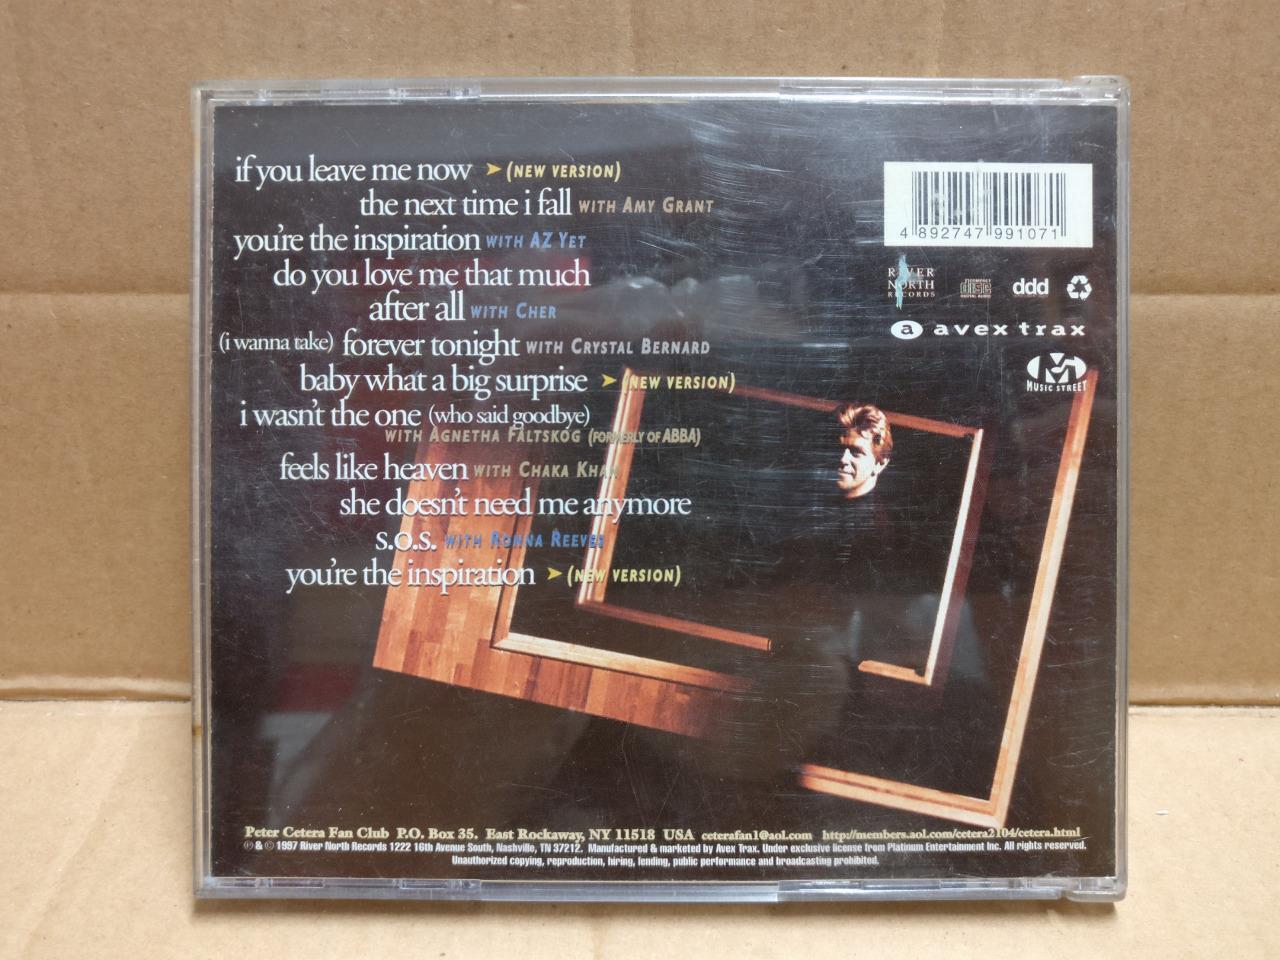 if you leave me now ➤ (NEW VERSION)
the next time i fall WITH AMY GRANT
you're the inspiration WITH AZ YET
do you love me that much
after all WITH CHER
(i wanna take) forever tonight WITH CRYSTAL BERNARD
baby what a big surprise ➤ (NEW VERSION)
i wasn't the one (who said goodbye)
WITH AGNETHA FALTSKOG (FORMERLY OF ABBA)
feels like heaven WITH CHAKA KHAN
she doesn't need me anymore
s.o.s. WITH RONNA REEVES
you're the inspiration ➤ (NEW VERSION)
4 892747 991071
RIVER
NORTH
RECORDS
COMPACT
disc
DIGITAL AUDIO
ddd
a avex trax
MUSIC STREET
Peter Cetera Fan Club P.O. Box 35. East Rockaway, NY 11518 USA ceterafan1@aol.com http://members.aol.com/cetera2104/cetera.html
℗ & © 1997 River North Records 1222 16th Avenue South, Nashville, TN 37212. Manufactured & marketed by Avex Trax. Under exclusive license from Platinum Entertainment Inc. All rights reserved.
Unauthorized copying, reproduction, hiring, lending, public performance and broadcasting prohibited.